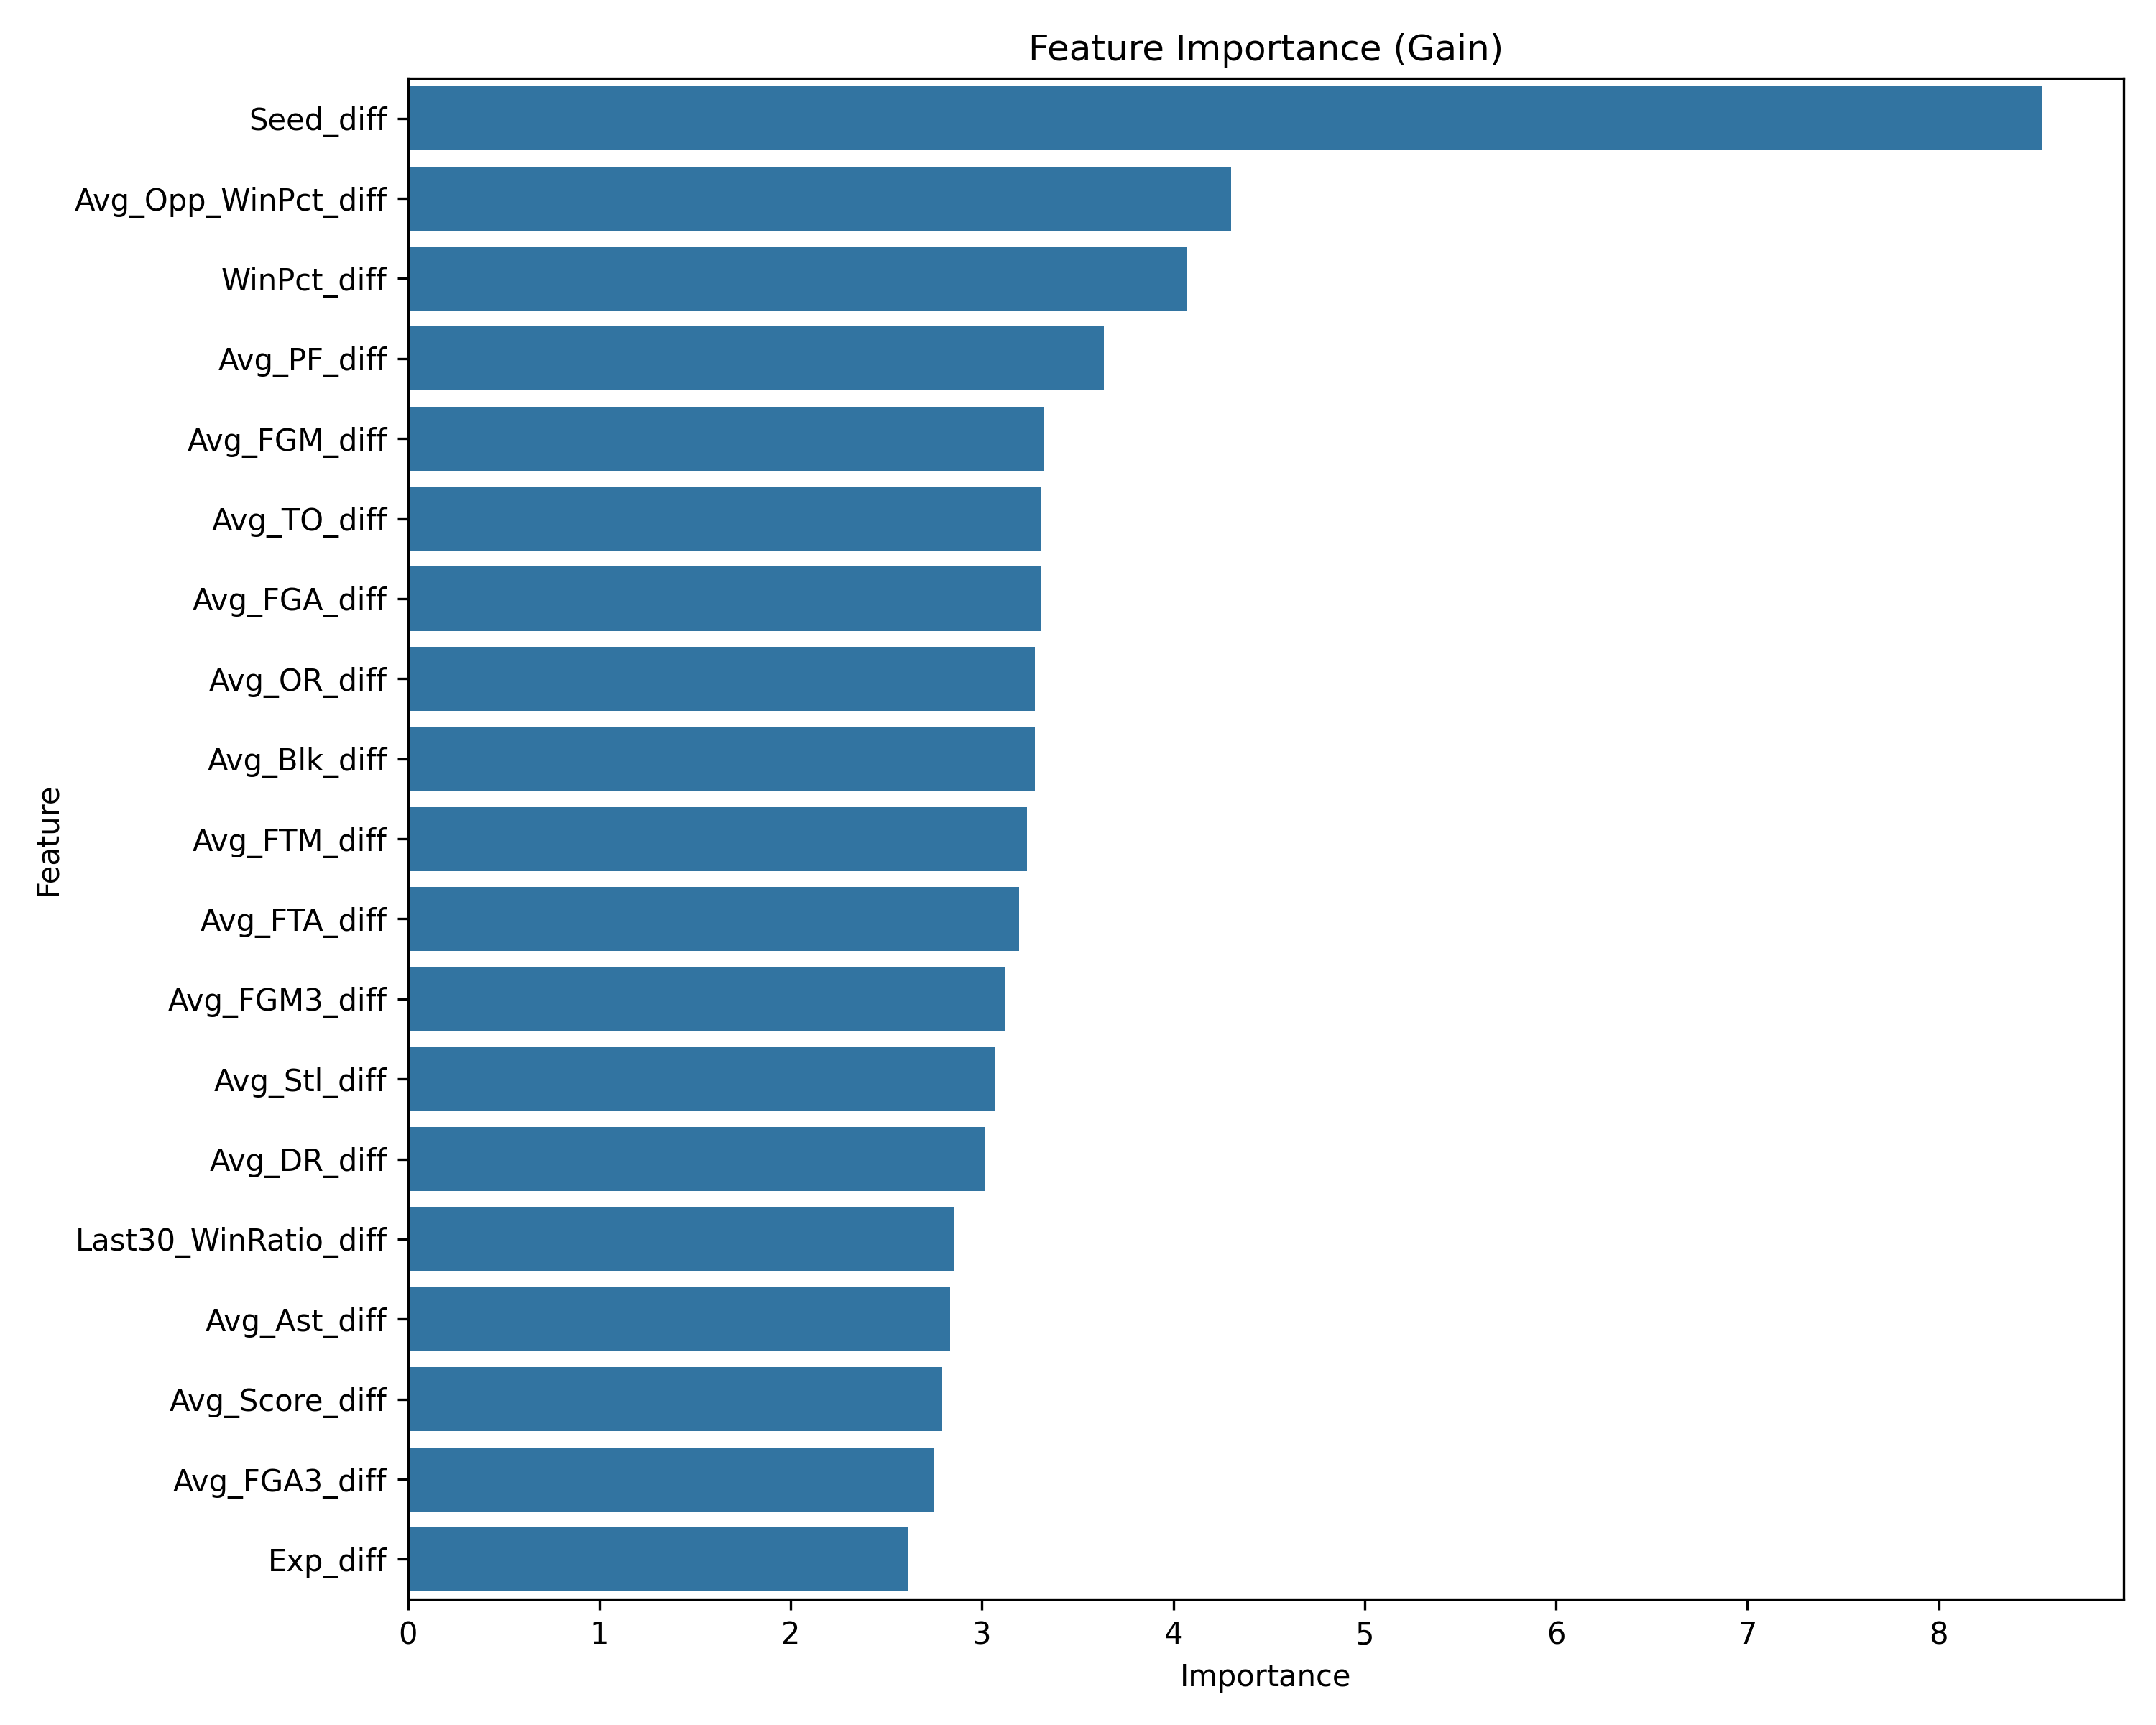 Feature Importance (Gain)
Feature
Seed_diff
Avg_Opp_WinPct_diff
WinPct_diff
Avg_PF_diff
Avg_FGM_diff
Avg_TO_diff
Avg_FGA_diff
Avg_OR_diff
Avg_Blk_diff
Avg_FTM_diff
Avg_FTA_diff
Avg_FGM3_diff
Avg_Stl_diff
Avg_DR_diff
Last30_WinRatio_diff
Avg_Ast_diff
Avg_Score_diff
Avg_FGA3_diff
Exp_diff
0 1 2 3 4 5 6 7 8
Importance